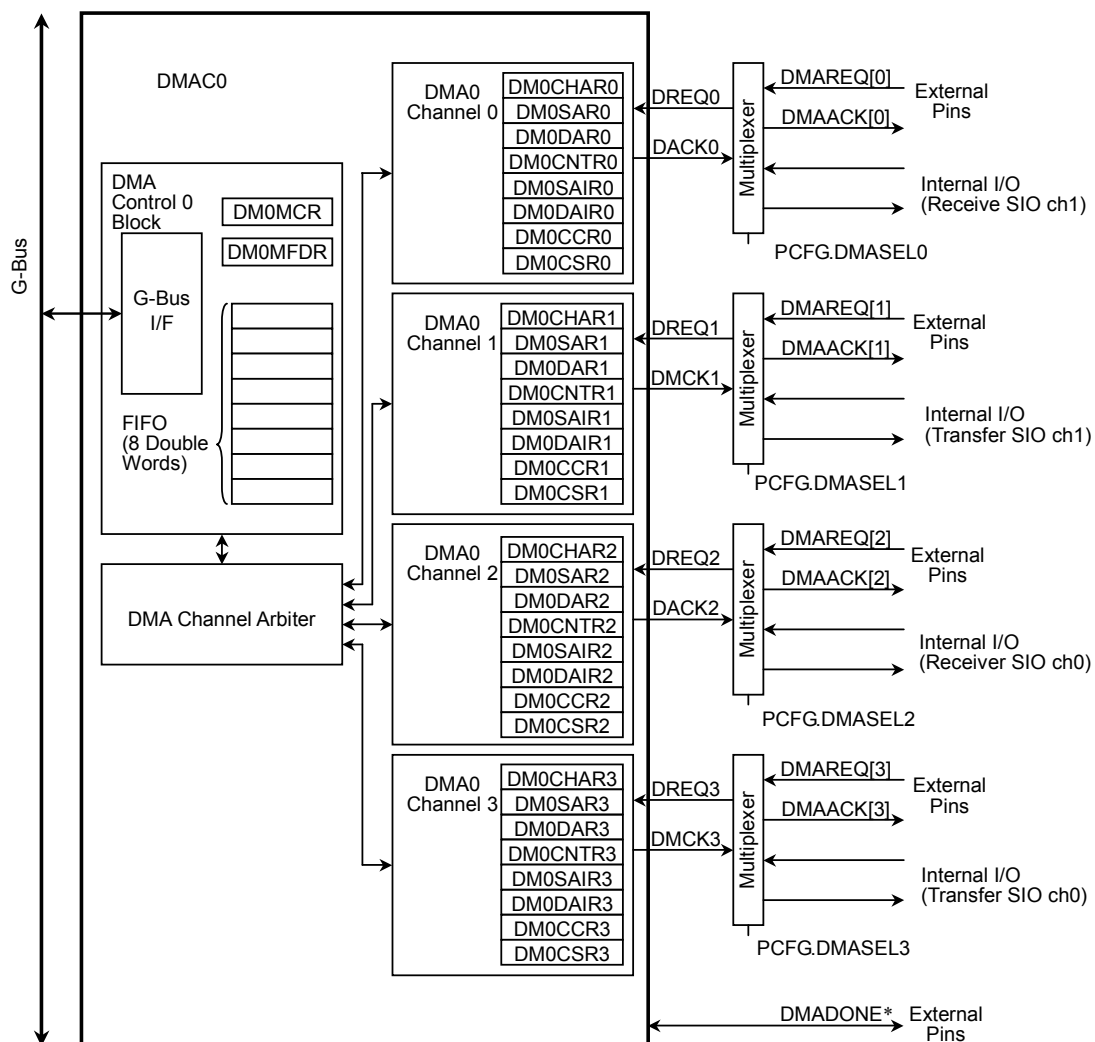 G-Bus
DMAC0
DMA
Control 0
Block
DM0MCR
DM0MFDR
G-Bus
I/F
FIFO
(8 Double
Words)
DMA Channel Arbiter
DMA0
Channel 0
DM0CHAR0
DM0SAR0
DM0DAR0
DM0CNTR0
DM0SAIR0
DM0DAIR0
DM0CCR0
DM0CSR0
DREQ0
DACK0
Multiplexer
DMAREQ[0]
DMAACK[0]
External
Pins
Internal I/O
(Receive SIO ch1)
PCFG.DMASEL0
DMA0
Channel 1
DM0CHAR1
DM0SAR1
DM0DAR1
DM0CNTR1
DM0SAIR1
DM0DAIR1
DM0CCR1
DM0CSR1
DREQ1
DMCK1
Multiplexer
DMAREQ[1]
DMAACK[1]
External
Pins
Internal I/O
(Transfer SIO ch1)
PCFG.DMASEL1
DMA0
Channel 2
DM0CHAR2
DM0SAR2
DM0DAR2
DM0CNTR2
DM0SAIR2
DM0DAIR2
DM0CCR2
DM0CSR2
DREQ2
DACK2
Multiplexer
DMAREQ[2]
DMAACK[2]
External
Pins
Internal I/O
(Receiver SIO ch0)
PCFG.DMASEL2
DMA0
Channel 3
DM0CHAR3
DM0SAR3
DM0DAR3
DM0CNTR3
DM0SAIR3
DM0DAIR3
DM0CCR3
DM0CSR3
DREQ3
DMCK3
Multiplexer
DMAREQ[3]
DMAACK[3]
External
Pins
Internal I/O
(Transfer SIO ch0)
PCFG.DMASEL3
DMADONE*
External
Pins